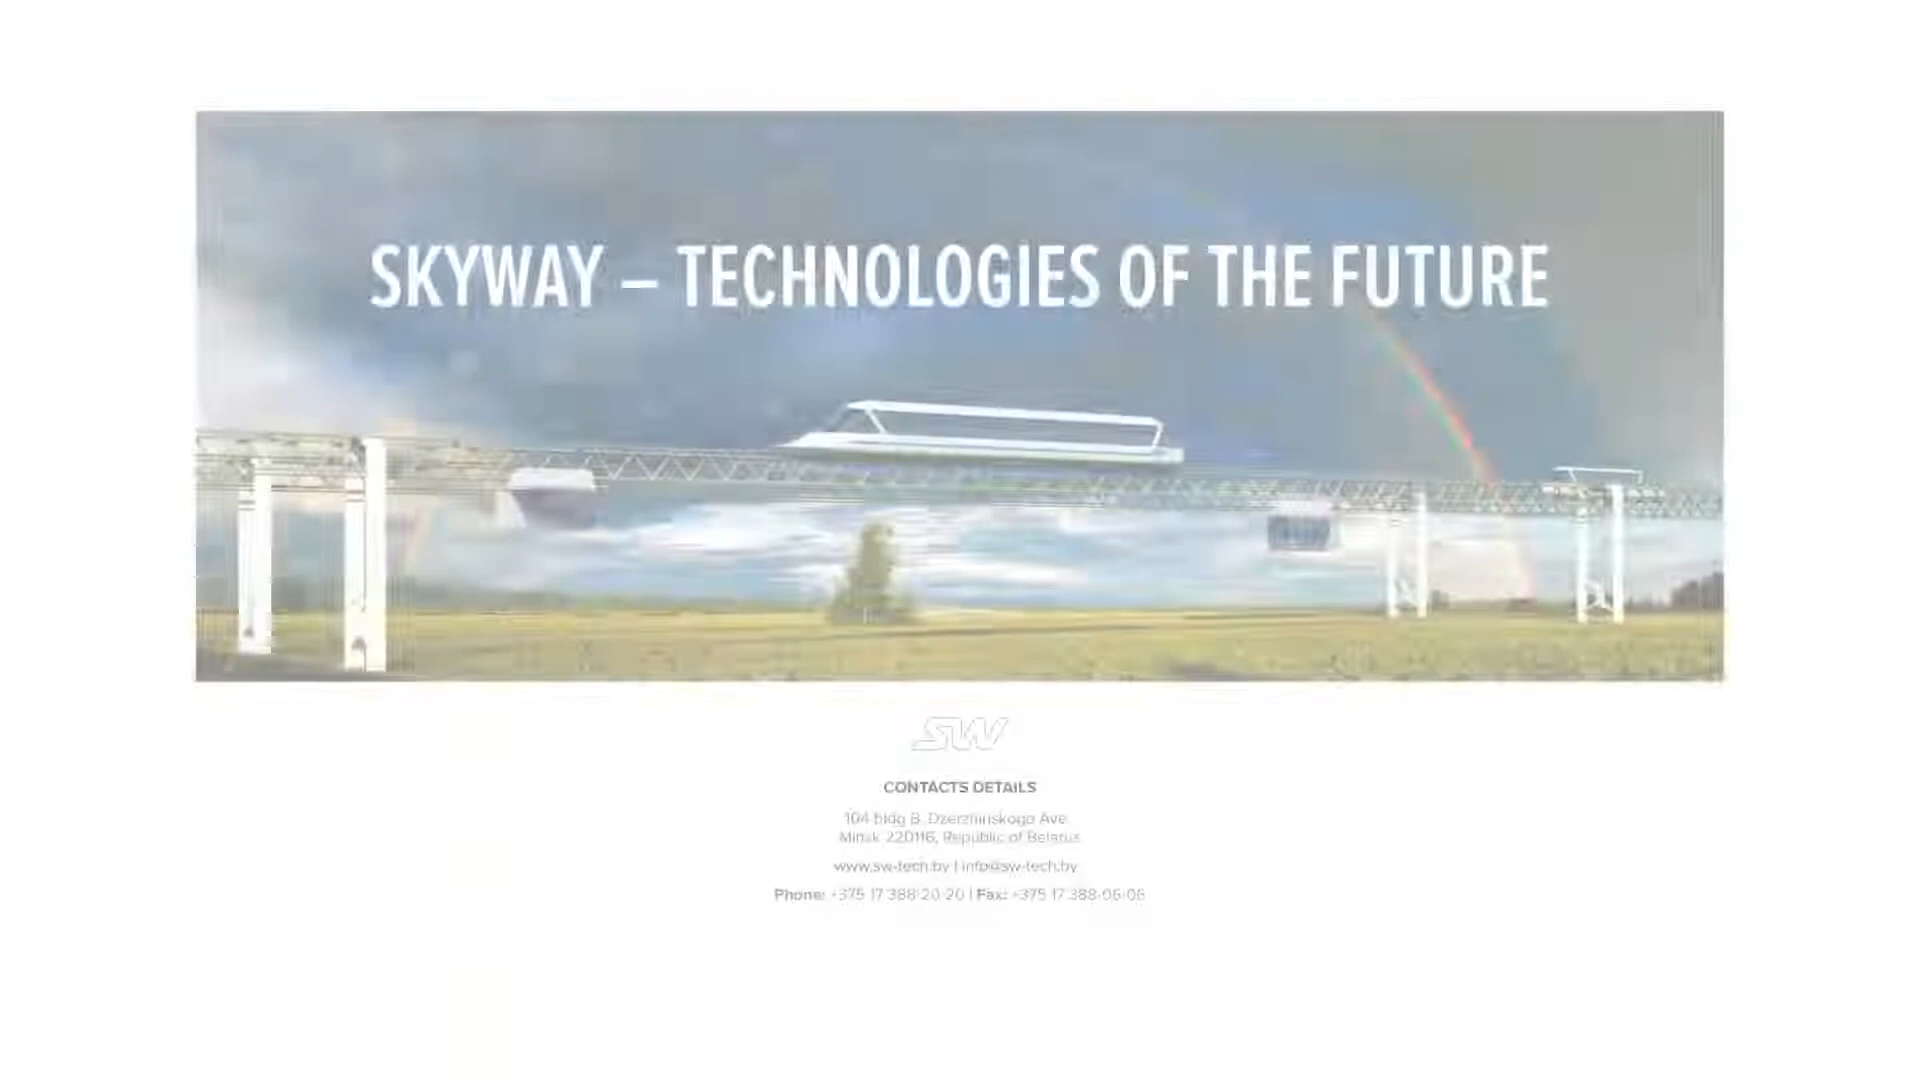 SKYWAY – TECHNOLOGIES OF THE FUTURE
SW
CONTACTS DETAILS
104 bldg B. Dzerzhinskogo Ave.
Minsk 220116, Republic of Belarus
www.sw-tech.by | info@sw-tech.by
Phone: +375 17 388-20-20 | Fax: +375 17 388-06-06